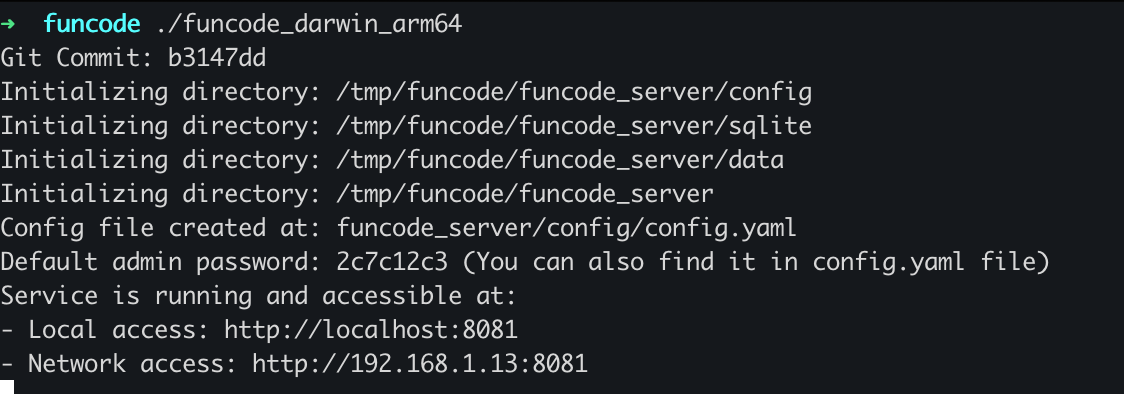 → funcode ./funcode_darwin_arm64
Git Commit: b3147dd
Initializing directory: /tmp/funcode/funcode_server/config
Initializing directory: /tmp/funcode/funcode_server/sqlite
Initializing directory: /tmp/funcode/funcode_server/data
Initializing directory: /tmp/funcode/funcode_server
Config file created at: funcode_server/config/config.yaml
Default admin password: 2c7c12c3 (You can also find it in config.yaml file)
Service is running and accessible at:
- Local access: http://localhost:8081
- Network access: http://192.168.1.13:8081